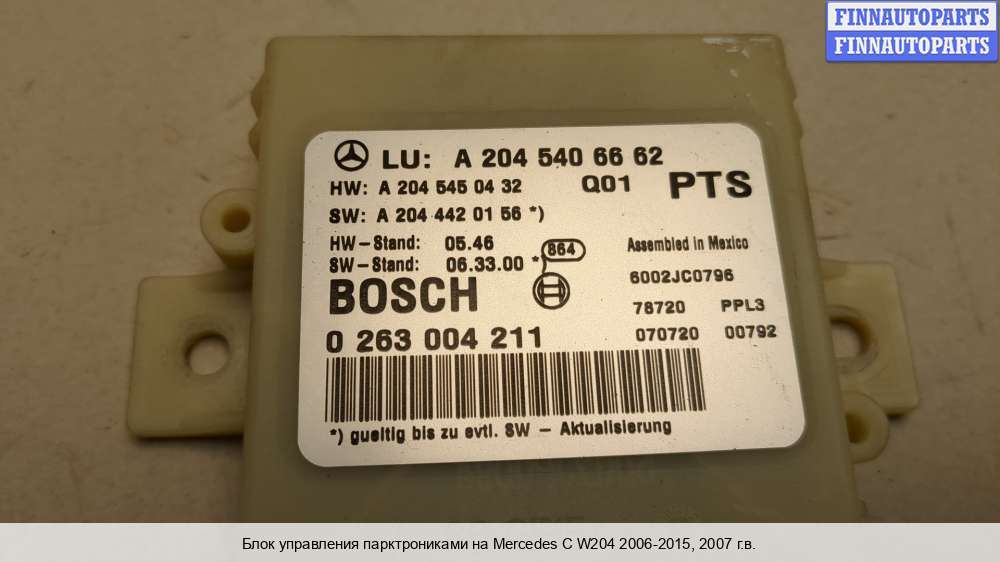 FINNAUTOPARTS
FINNAUTOPARTS
LU: A 204 540 66 62
HW: A 204 545 04 32 Q01 PTS
SW: A 204 442 01 56 *)
HW-Stand: 05.46 864 Assembled in Mexico
SW-Stand: 06.33.00 *)
6002JC0796
BOSCH
78720 PPL3
0 263 004 211 070720 00792
*) gueltig bis zu evtl. SW - Aktualisierung
Блок управления парктрониками на Mercedes C W204 2006-2015, 2007 г.в.